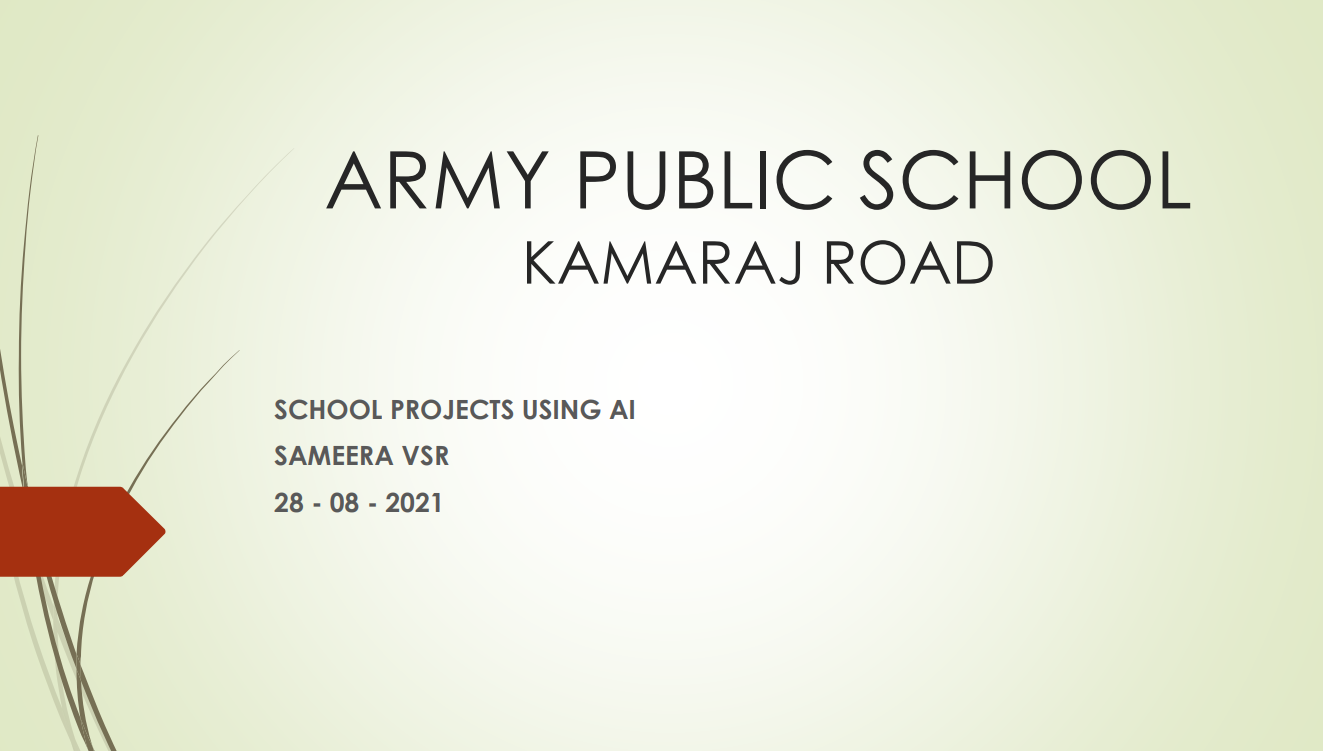 ARMY PUBLIC SCHOOL
KAMARAJ ROAD
SCHOOL PROJECTS USING AI
SAMEERA VSR
28 - 08 - 2021